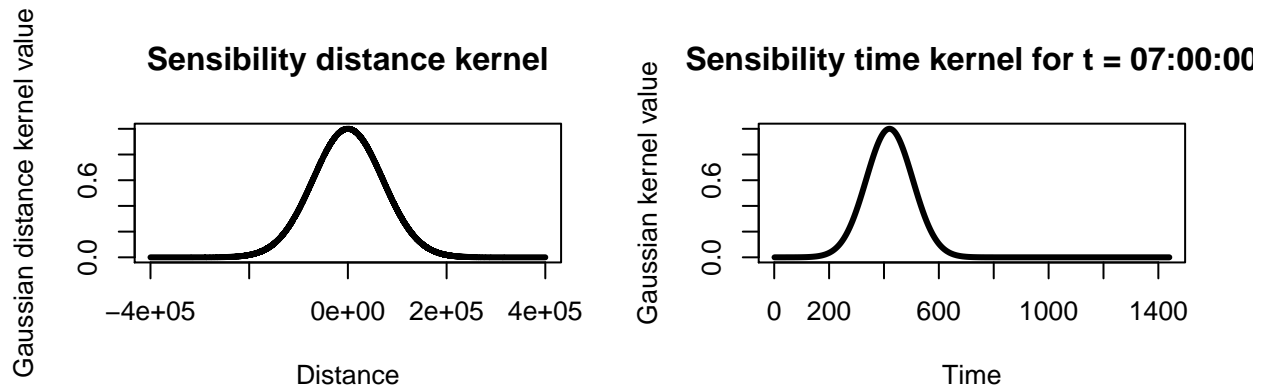 Sensibility distance kernel
Gaussian distance kernel value
0.0
0.6
−4e+05
0e+00
2e+05
4e+05
Distance
Sensibility time kernel for t = 07:00:00
Gaussian kernel value
0.0
0.6
0
200
600
1000
1400
Time